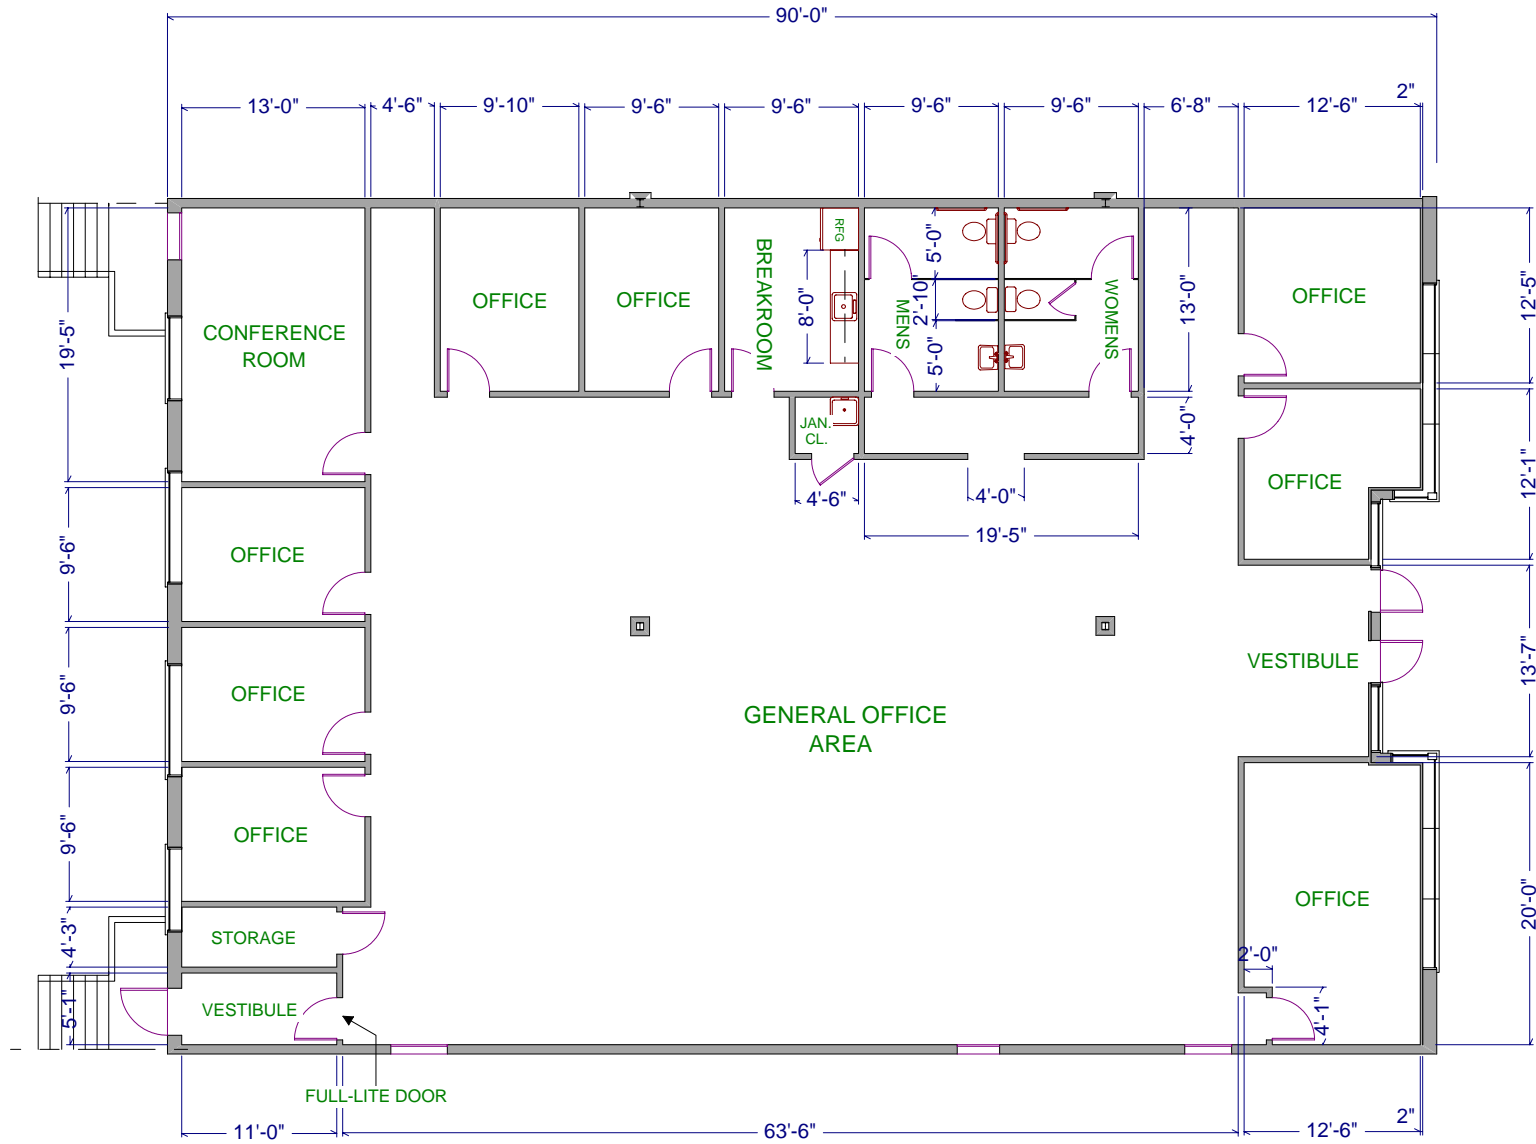 90'-0"
2"
13'-0"
4'-6"
9'-10"
9'-6"
9'-6"
9'-6"
9'-6"
6'-8"
12'-6"
RFG
5'-0"
BREAKROOM
OFFICE
OFFICE
8'-0"
2'-10"
MENS
WOMENS
13'-0"
OFFICE
12'-5"
19'-5"
CONFERENCE
ROOM
5'-0"
JAN.
CL.
4'-0"
4'-6"
4'-0"
OFFICE
12'-1"
19'-5"
9'-6"
OFFICE
9'-6"
OFFICE
VESTIBULE
13'-7"
GENERAL OFFICE
AREA
9'-6"
OFFICE
OFFICE
20'-0"
4'-3"
STORAGE
2'-0"
5'-1"
VESTIBULE
4'-1"
FULL-LITE DOOR
2"
11'-0"
63'-6"
12'-6"